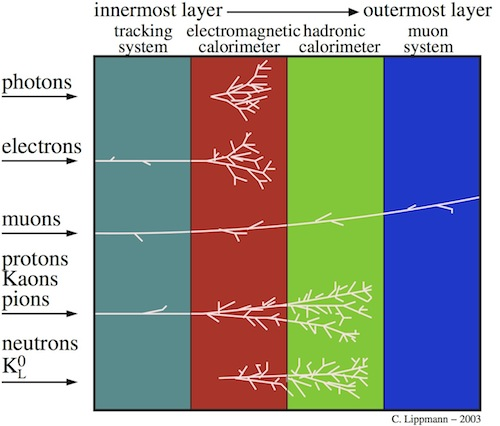 innermost layer outermost layer
tracking system
electromagnetic calorimeter
hadronic calorimeter
muon system
photons
electrons
muons
protons
Kaons
pions
neutrons
K⁰_L
C. Lippmann – 2003